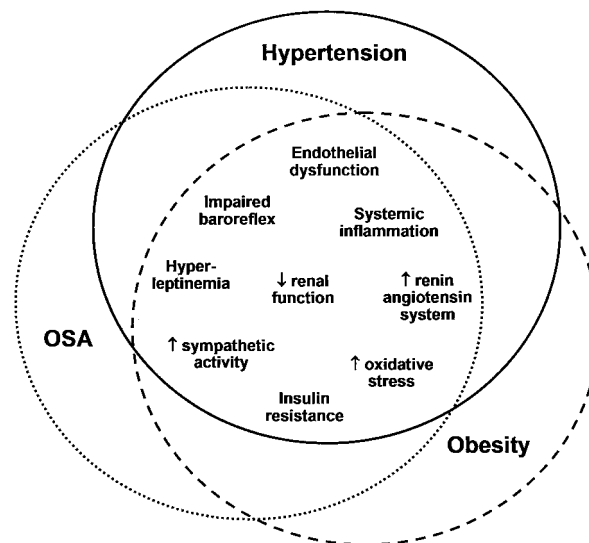 Hypertension
Endothelial
dysfunction
Impaired
baroreflex
Systemic
inflammation
Hyper-
leptinemia
↓ renal
function
↑ renin
angiotensin
system
OSA
↑ sympathetic
activity
↑ oxidative
stress
Insulin
resistance
Obesity